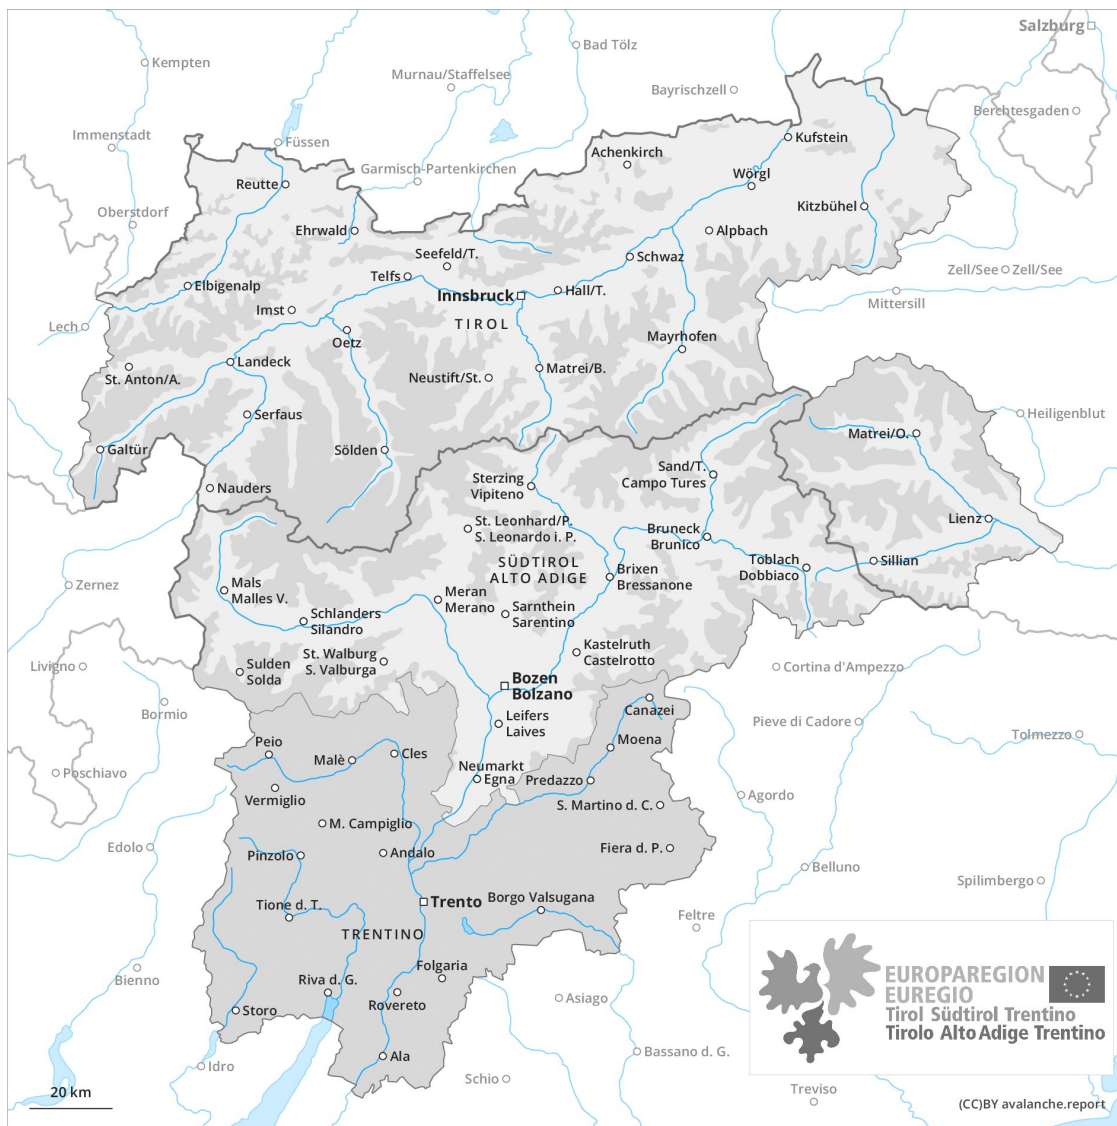 Salzburg
Bad Tölz
Kempten
Murnau/Staffelsee
Bayrischzell
Berchtesgaden
Immenstadt
Füssen
Kufstein
Achenkirch
Garmisch-Partenkirchen
Wörgl
Reutte
Kitzbühel
Oberstdorf
Ehrwald
Alpbach
Seefeld/T.
Schwaz
Telfs
Zell/See
Zell/See
Elbigenalp
Hall/T.
Innsbruck
Mittersill
Imst
TIROL
Lech
Oetz
Mayrhofen
Landeck
Matrei/B.
St. Anton/A.
Neustift/St.
Serfaus
Heiligenblut
Matrei/O.
Galtür
Sölden
Sand/T.
Campo Tures
Sterzing
Vipiteno
Nauders
Lienz
St. Leonhard/P.
S. Leonardo i. P.
Bruneck
Brunico
SÜDTIROL
ALTO ADIGE
Toblach
Dobbiaco
Sillian
Brixen
Bressanone
Zernez
Mals
Malles V.
Meran
Merano
Sarnthein
Sarentino
Schlanders
Silandro
Kastelruth
Castelrotto
St. Walburg
S. Valburga
Livigno
Sulden
Solda
Cortina d'Ampezzo
Bozen
Bolzano
Canazei
Bormio
Leifers
Laives
Pieve di Cadore
Tolmezzo
Peio
Cles
Moena
Malè
Poschiavo
Neumarkt
Egna
Predazzo
Vermiglio
Agordo
S. Martino d. C.
M. Campiglio
Edolo
Pinzolo
Andalo
Fiera d. P.
Belluno
Spilimbergo
Tione d. T.
Trento
Borgo Valsugana
Feltre
TRENTINO
Bienno
Folgaria
Riva d. G.
EUROPAREGION
EUREGIO
Tirol Südtirol Trentino
Tirolo Alto Adige Trentino
Storo
Rovereto
Asiago
Ala
Bassano d. G.
Idro
Schio
Treviso
20 km
(CC)BY avalanche.report